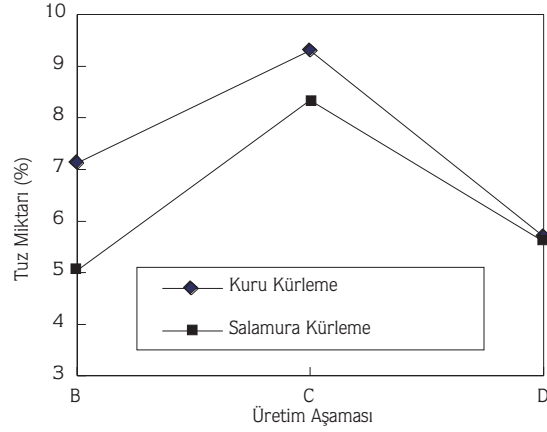 10
9
8
7
6
5
4
3
Tuz Miktarı (%)
Kuru Kürleme
Salamura Kürleme
B
C
D
Üretim Aşaması